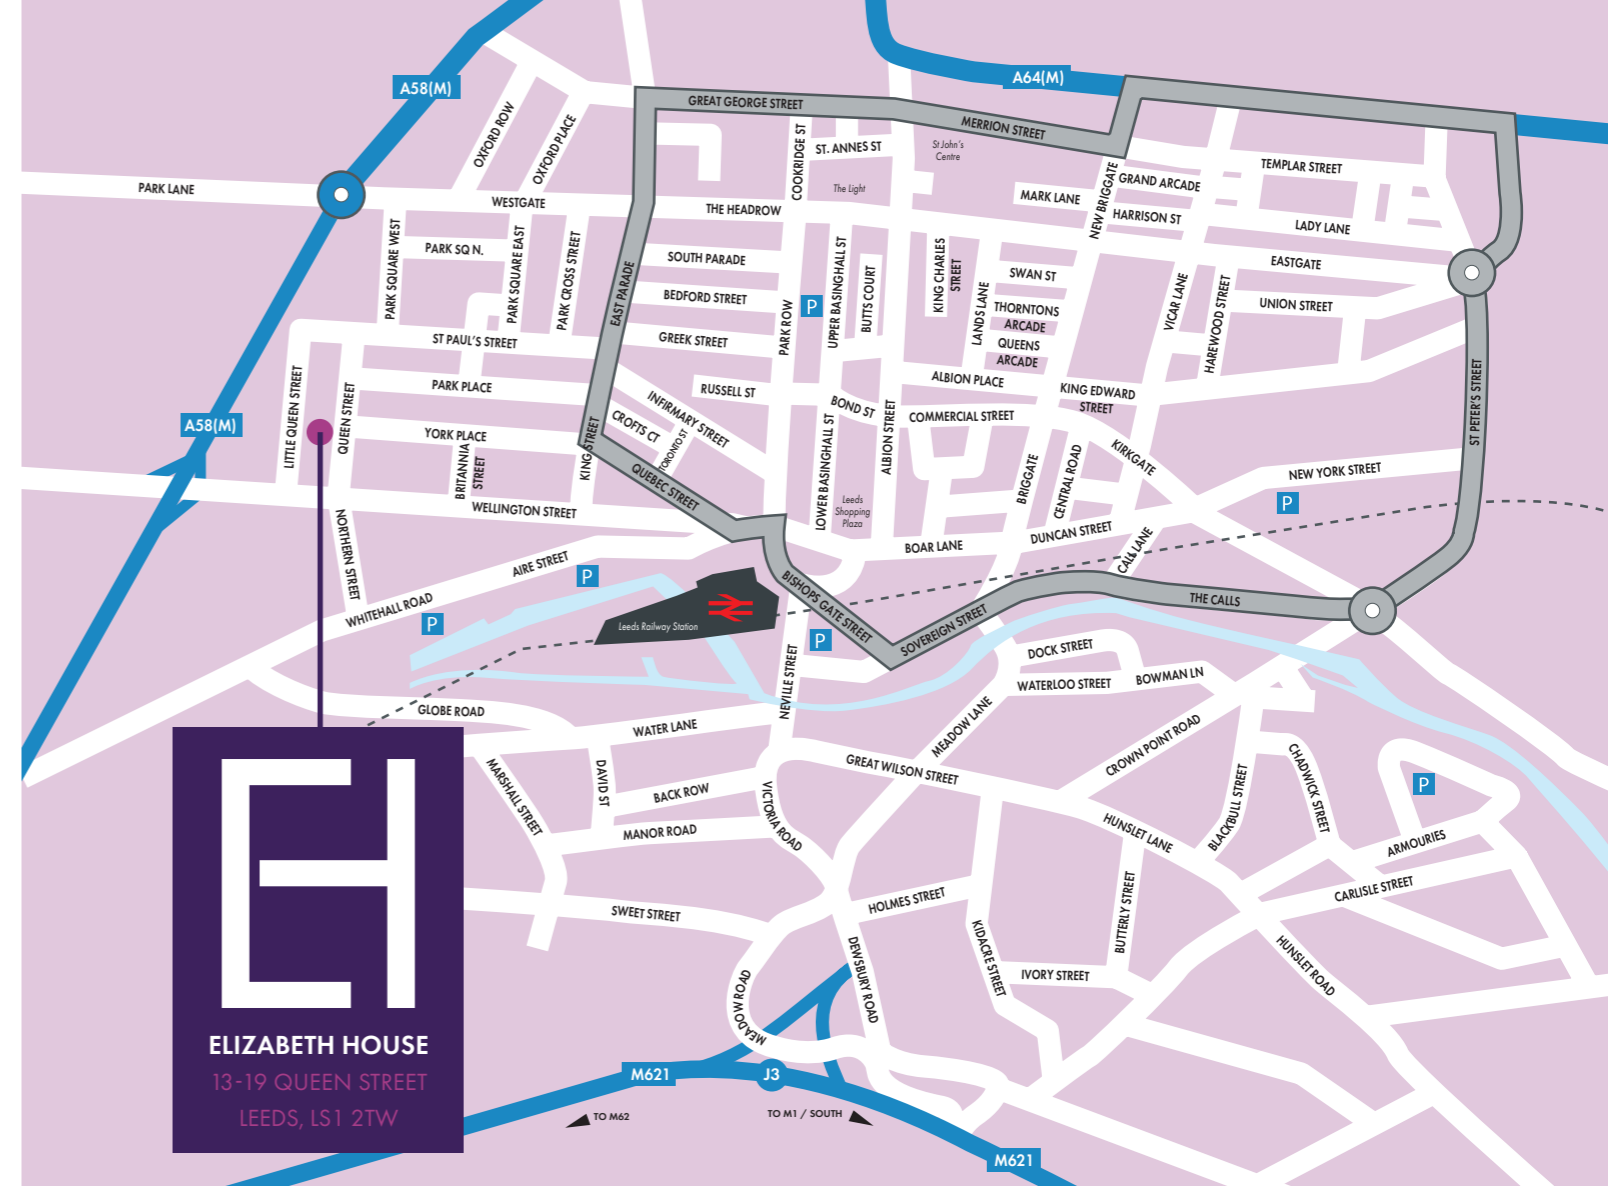 A64(M)
A58(M)
GREAT GEORGE STREET
MERRION STREET
OXFORD ROW
OXFORD PLACE
COOKRIDGE ST
ST. ANNES ST
St John's
Centre
TEMPLAR STREET
PARK LANE
WESTGATE
THE HEADROW
The Light
MARK LANE
GRAND ARCADE
NEW BRIGGATE
HARRISON ST
LADY LANE
PARK SQUARE WEST
PARK SQ N.
PARK SQUARE EAST
PARK CROSS STREET
EAST PARADE
SOUTH PARADE
BEDFORD STREET
GREEK STREET
PARK ROW
P
UPPER BASINGHALL ST
BUTTS COURT
KING CHARLES
STREET
LANDS LANE
SWAN ST
THORNTONS
ARCADE
QUEENS
ARCADE
VICAR LANE
HAREWOOD STREET
EASTGATE
UNION STREET
ST PAUL'S STREET
PARK PLACE
YORK PLACE
LITTLE QUEEN STREET
QUEEN STREET
BRITANNIA
STREET
KING STREET
A58(M)
RUSSELL ST
INFIRMARY STREET
CROFTS CT
TORONTO ST
QUEBEC STREET
BOND ST
LOWER BASINGHALL ST
ALBION STREET
ALBION PLACE
COMMERCIAL STREET
KING EDWARD
STREET
KIRKGATE
ST PETER'S STREET
NEW YORK STREET
P
BRIGGATE
CENTRAL ROAD
Leeds
Shopping
Plaza
WELLINGTON STREET
NORTHERN STREET
BOAR LANE
DUNCAN STREET
CALL LANE
AIRE STREET
P
WHITEHALL ROAD
P
Leeds Railway Station
BISHOPS GATE STREET
P
SOVEREIGN STREET
THE CALLS
NEVILLE STREET
DOCK STREET
WATERLOO STREET
BOWMAN LN
MEADOW LANE
CROWN POINT ROAD
GLOBE ROAD
WATER LANE
GREAT WILSON STREET
MARSHALL STREET
DAVID ST
BACK ROW
MANOR ROAD
VICTORIA ROAD
HUNSLET LANE
BLACKBULL STREET
CHADWICK STREET
P
ARMOURIES
CARLISLE STREET
SWEET STREET
HOLMES STREET
BUTTERLY STREET
KIDACRE STREET
IVORY STREET
HUNSLET ROAD
DEWSBURY ROAD
MEADOW ROAD
M621
J3
TO M62
TO M1 / SOUTH
M621
EH
ELIZABETH HOUSE
13-19 QUEEN STREET
LEEDS, LS1 2TW